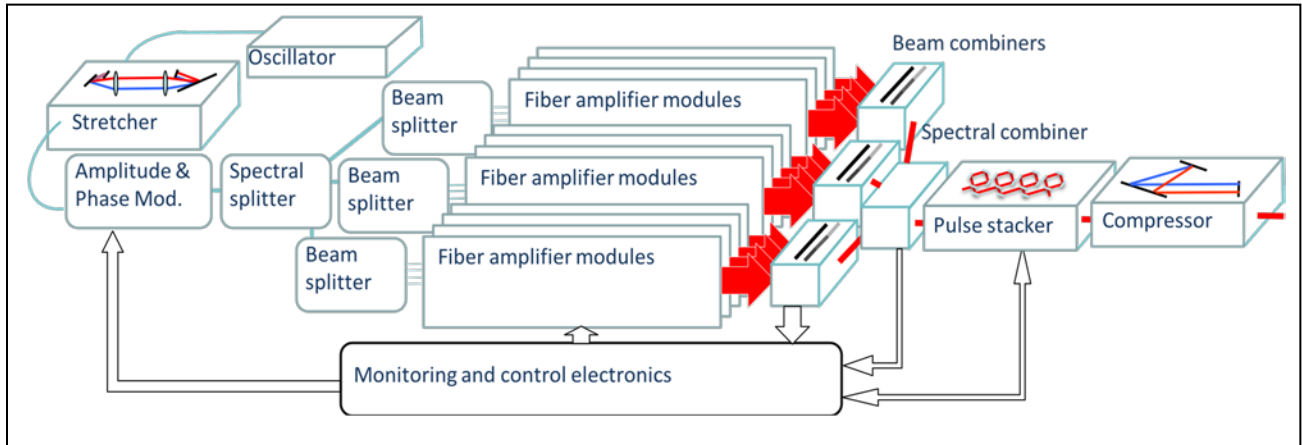 Oscillator
Stretcher
Amplitude &
Phase Mod.
Spectral
splitter
Beam
splitter
Beam
splitter
Beam
splitter
Fiber amplifier modules
Fiber amplifier modules
Fiber amplifier modules
Beam combiners
Spectral combiner
Pulse stacker
Compressor
Monitoring and control electronics